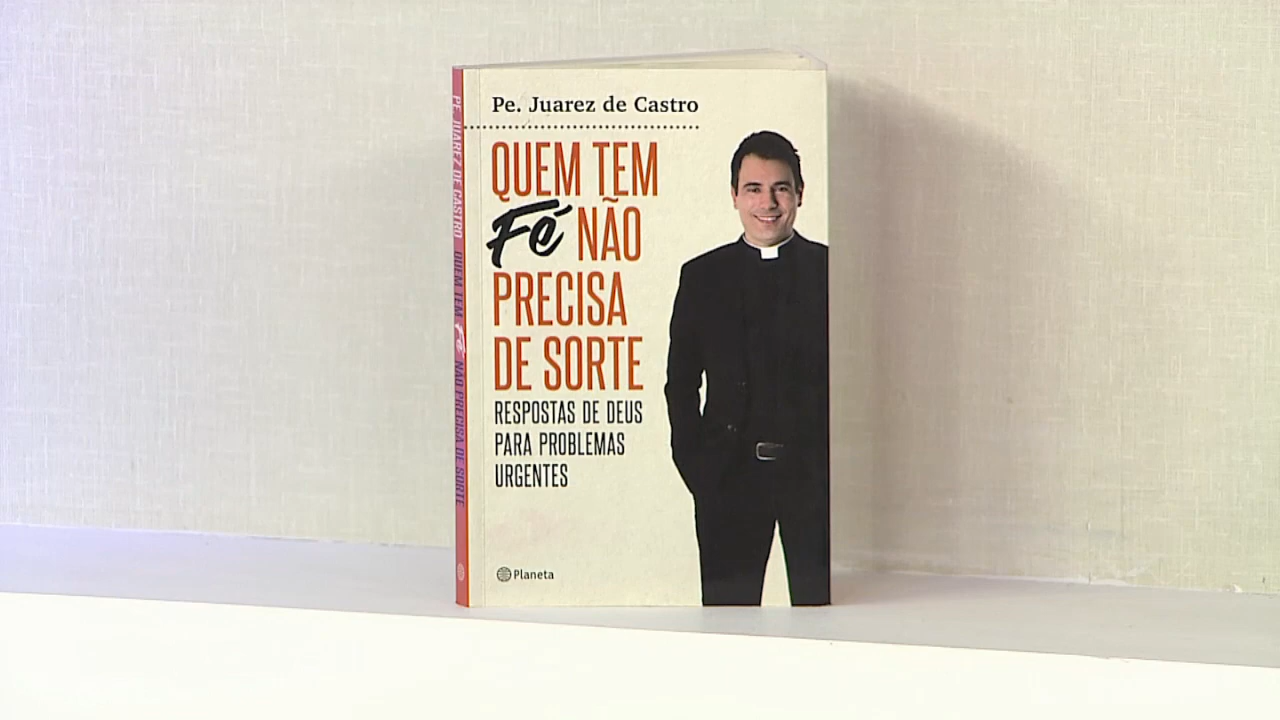 Pe. Juarez de Castro
QUEM TEM
Fé NÃO
PRECISA
DE SORTE
RESPOSTAS DE DEUS
PARA PROBLEMAS
URGENTES
Planeta
PE. JUAREZ DE CASTRO QUEM TEM Fé NÃO PRECISA DE SORTE